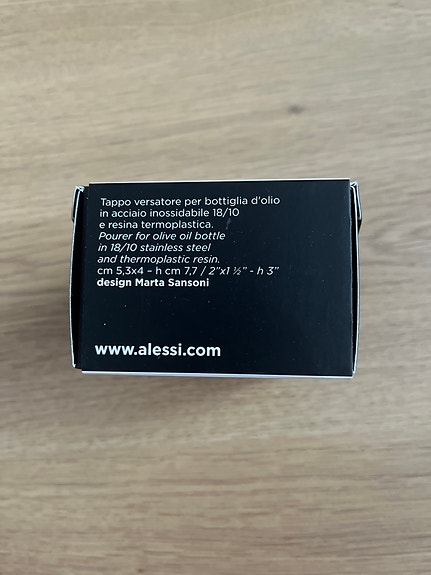 Tappo versatore per bottiglia d'olio
in acciaio inossidabile 18/10
e resina termoplastica.
Pourer for olive oil bottle
in 18/10 stainless steel
and thermoplastic resin.
cm 5,3x4 – h cm 7,7 / 2”x1 ½” - h 3”
design Marta Sansoni
www.alessi.com